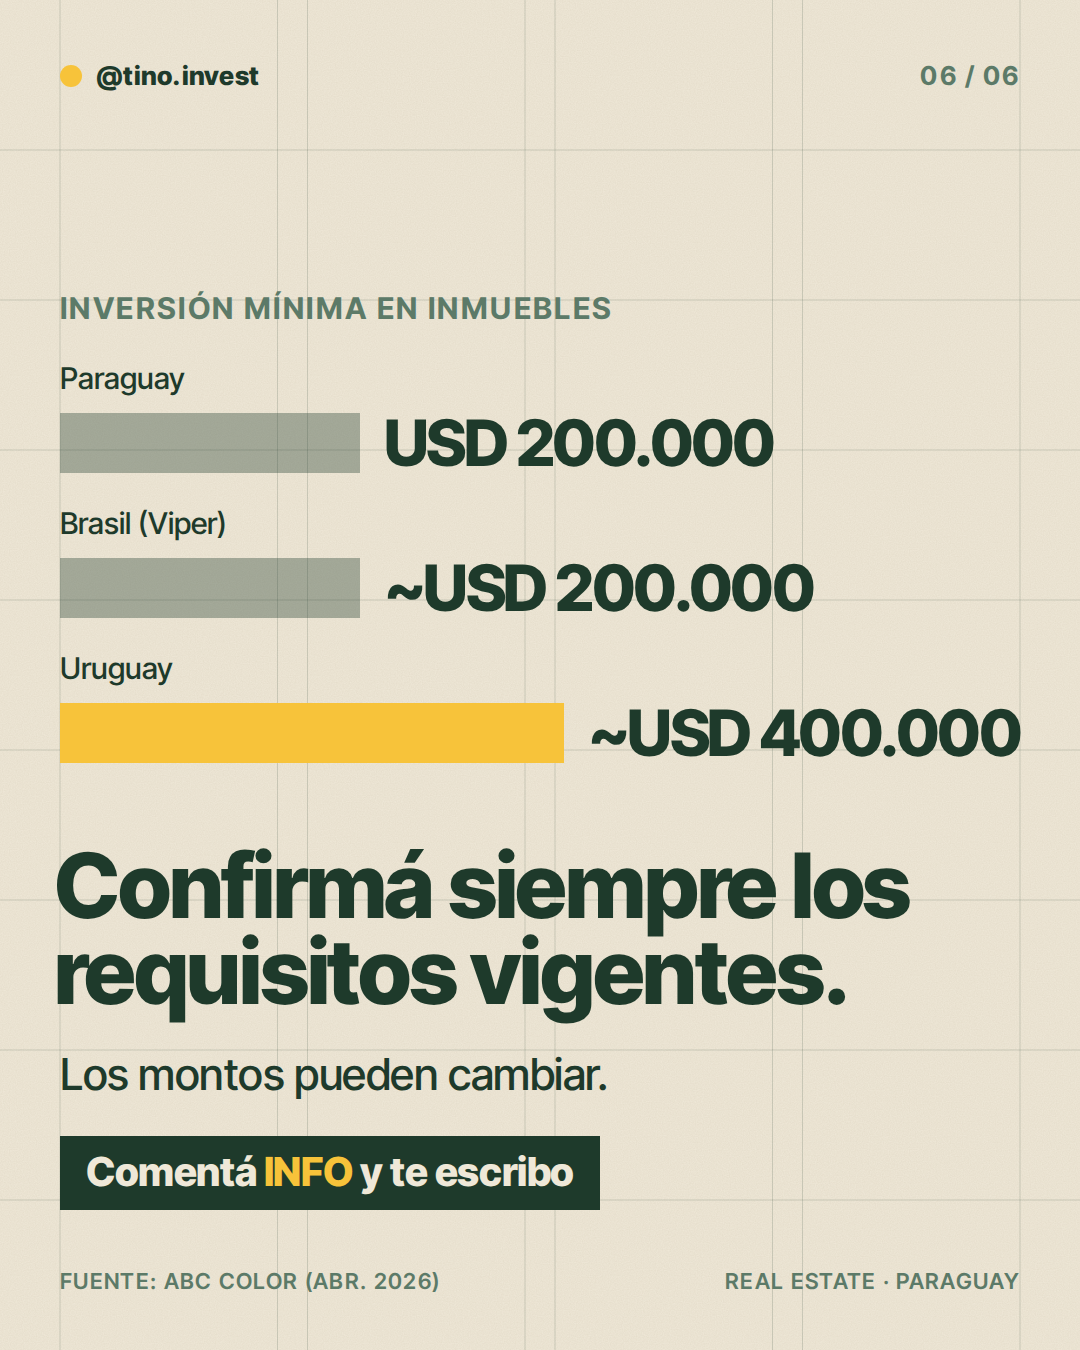 @tino.invest
06 / 06
INVERSIÓN MÍNIMA EN INMUEBLES
Paraguay
USD 200.000
Brasil (Viper)
~USD 200.000
Uruguay
~USD 400.000
Confirmá siempre los
requisitos vigentes.
Los montos pueden cambiar.
Comentá INFO y te escribo
FUENTE: ABC COLOR (ABR. 2026)
REAL ESTATE · PARAGUAY